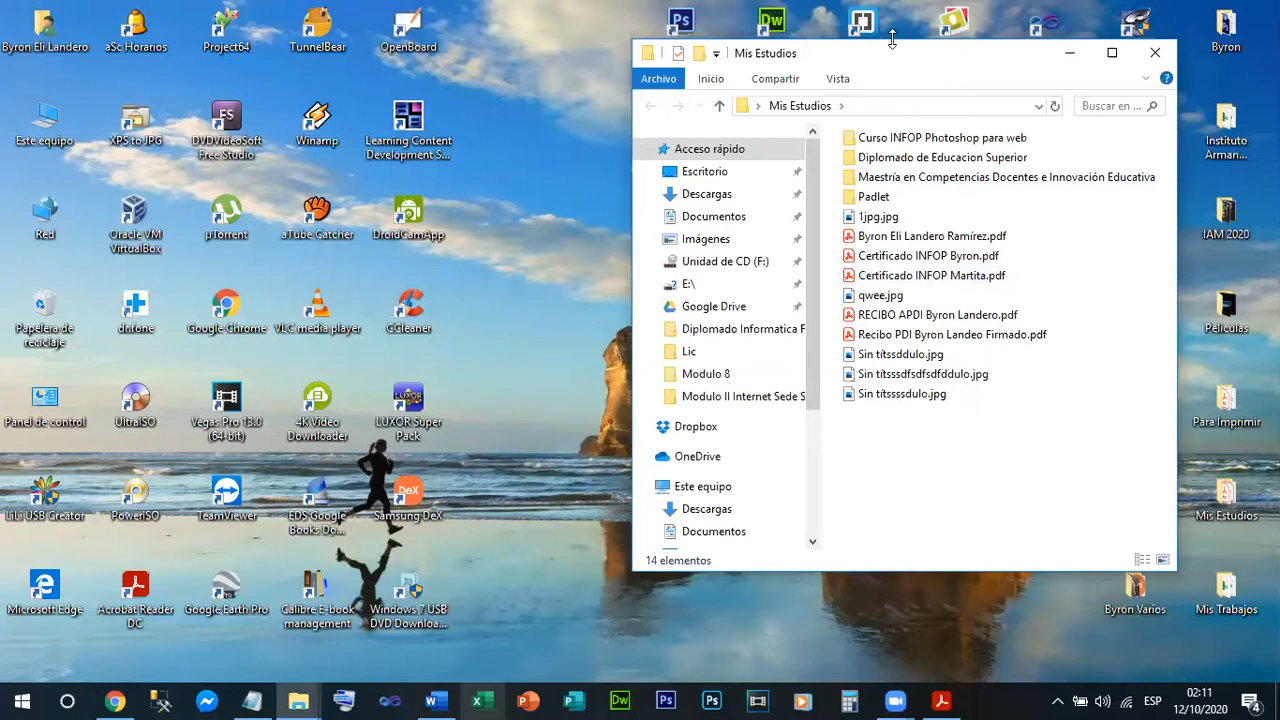 Byron Eli Landero
aSc Horarios
Project64
TunnelBear
OpenBoard
Byron
Este equipo
XPS to JPG
DVDVideoSoft
Free Studio
Winamp
Learning Content
Development S...
Instituto
Arman...
Red
Oracle VM
VirtualBox
µTorrent
aTube Catcher
DroidCamApp
IAM 2020
Papelera de
reciclaje
drifone
Google Chrome
VLC media player
CCleaner
Películas
Panel de control
UltraISO
Vegas Pro 13.0
(64-bit)
4K Video
Downloader
LUXOR Super
Pack
Para Imprimir
LiLi USB Creator
PowerISO
TeamViewer
EDS Google
Books Do...
Samsung DeX
Mis Estudios
Microsoft Edge
Acrobat Reader
DC
Google Earth Pro
Calibre E-book
management
Windows 7 USB
DVD Downloa...
Byron Varios
Mis Trabajos
Mis Estudios
Archivo
Inicio
Compartir
Vista
Mis Estudios
Buscar en ...
Acceso rápido
Escritorio
Descargas
Documentos
Imágenes
Unidad de CD (F:)
E:\
Google Drive
Diplomado Informatica F
Lic
Modulo 8
Modulo II Internet Sede S
Dropbox
OneDrive
Este equipo
Descargas
Documentos
Curso INFOP Photoshop para web
Diplomado de Educacion Superior
Maestría en Competencias Docentes e Innovación Educativa
Padlet
1jpg.jpg
Byron Eli Landero Ramírez.pdf
Certificado INFOP Byron.pdf
Certificado INFOP Martita.pdf
qwee.jpg
RECIBO APDI Byron Landero.pdf
Recibo PDI Byron Landeo Firmado.pdf
Sin títssddulo.jpg
Sin títsssdfsdfsdfddulo.jpg
Sin títssssdulo.jpg
14 elementos
ESP
02:11
12/10/2020
4